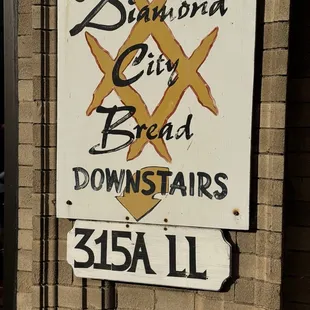 Diamond
City
Bread
DOWNSTAIRS
315A LL